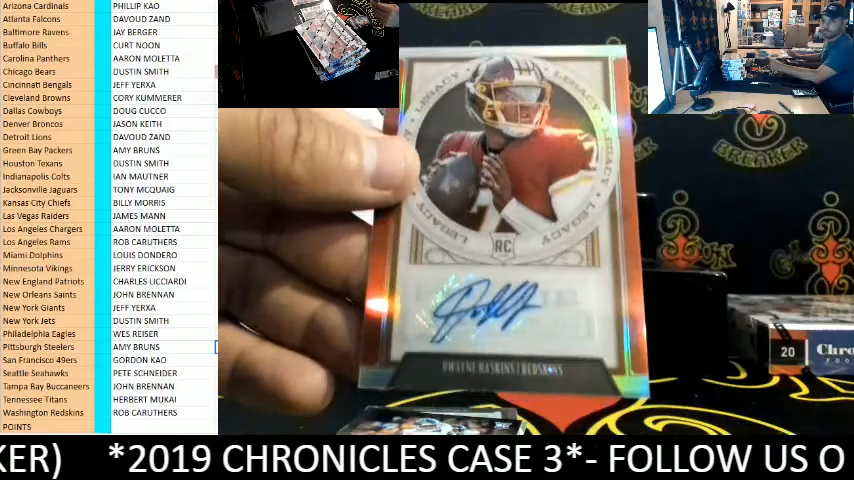 Arizona Cardinals PHILLIP KAO
Atlanta Falcons DAVOUD ZAND
Baltimore Ravens JAY BERGER
Buffalo Bills CURT NOON
Carolina Panthers AARON MOLETTA
Chicago Bears DUSTIN SMITH
Cincinnati Bengals JEFF YERXA
Cleveland Browns CORY KUMMERER
Dallas Cowboys DOUG CUCCO
Denver Broncos JASON KEITH
Detroit Lions DAVOUD ZAND
Green Bay Packers AMY BRUNS
Houston Texans DUSTIN SMITH
Indianapolis Colts IAN MAUTNER
Jacksonville Jaguars TONY MCQUAIG
Kansas City Chiefs BILLY MORRIS
Las Vegas Raiders JAMES MANN
Los Angeles Chargers AARON MOLETTA
Los Angeles Rams ROB CARUTHERS
Miami Dolphins LOUIS DONDERO
Minnesota Vikings JERRY ERICKSON
New England Patriots CHARLES LICCIARDI
New Orleans Saints JOHN BRENNAN
New York Giants JEFF YERXA
New York Jets DUSTIN SMITH
Philadelphia Eagles WES REISER
Pittsburgh Steelers AMY BRUNS
San Francisco 49ers GORDON KAO
Seattle Seahawks PETE SCHNEIDER
Tampa Bay Buccaneers JOHN BRENNAN
Tennessee Titans HERBERT MUKAI
Washington Redskins ROB CARUTHERS
POINTS
LEGACY LEGACY
LEGACY LEGACY
LEGACY LEGACY
RC
DWAYNE HASKINS | REDSKINS
BREAKER
BREAKER
20 Chro
FOO
KER) *2019 CHRONICLES CASE 3*- FOLLOW US O